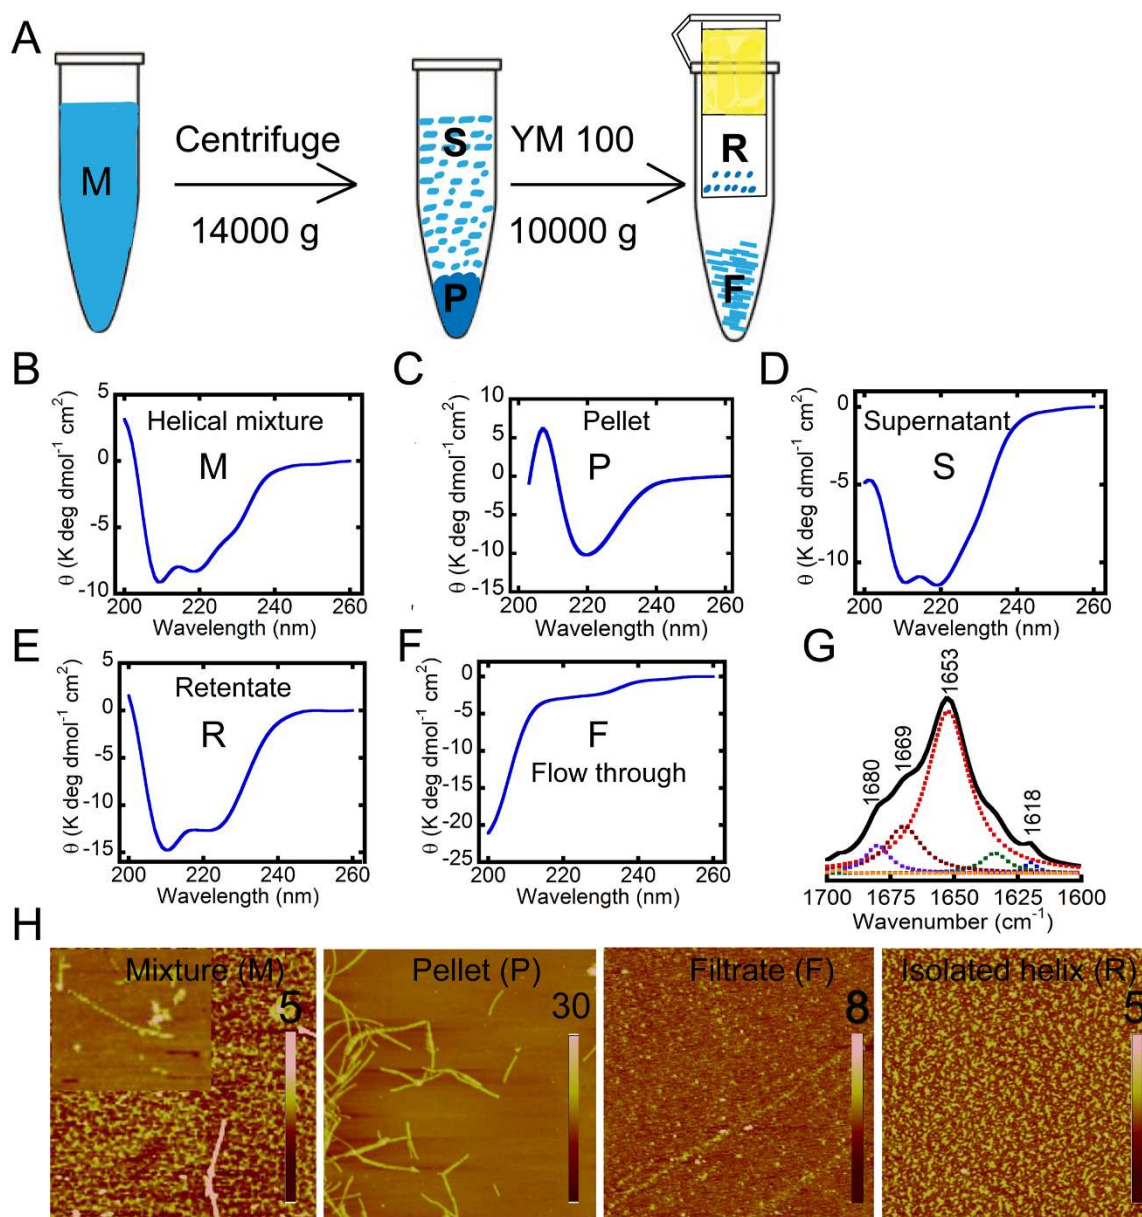 A
M
Centrifuge
14000 g
S
P
YM 100
10000 g
R
F
B
5
0
-5
-10
θ (K deg dmol⁻¹ cm²)
Helical mixture
M
200 220 240 260
Wavelength (nm)
C
10
5
0
-5
-10
-15
θ (K deg dmol⁻¹cm²)
Pellet
P
200 220 240 260
Wavelength (nm)
D
0
-5
-10
θ (K deg dmol⁻¹ cm²)
Supernatant
S
200 220 240 260
Wavelength (nm)
E
5
0
-5
-10
-15
θ (K deg dmol⁻¹ cm²)
Retentate
R
200 220 240 260
Wavelength (nm)
F
5
0
-5
-10
-15
-20
-25
θ (K deg dmol⁻¹ cm²)
F
Flow through
200 220 240 260
Wavelength (nm)
G
1680
1669
1653
1618
1700 1675 1650 1625 1600
Wavenumber (cm⁻¹)
H
Mixture (M)
5
Pellet (P)
30
Filtrate (F)
8
Isolated helix (R)
5